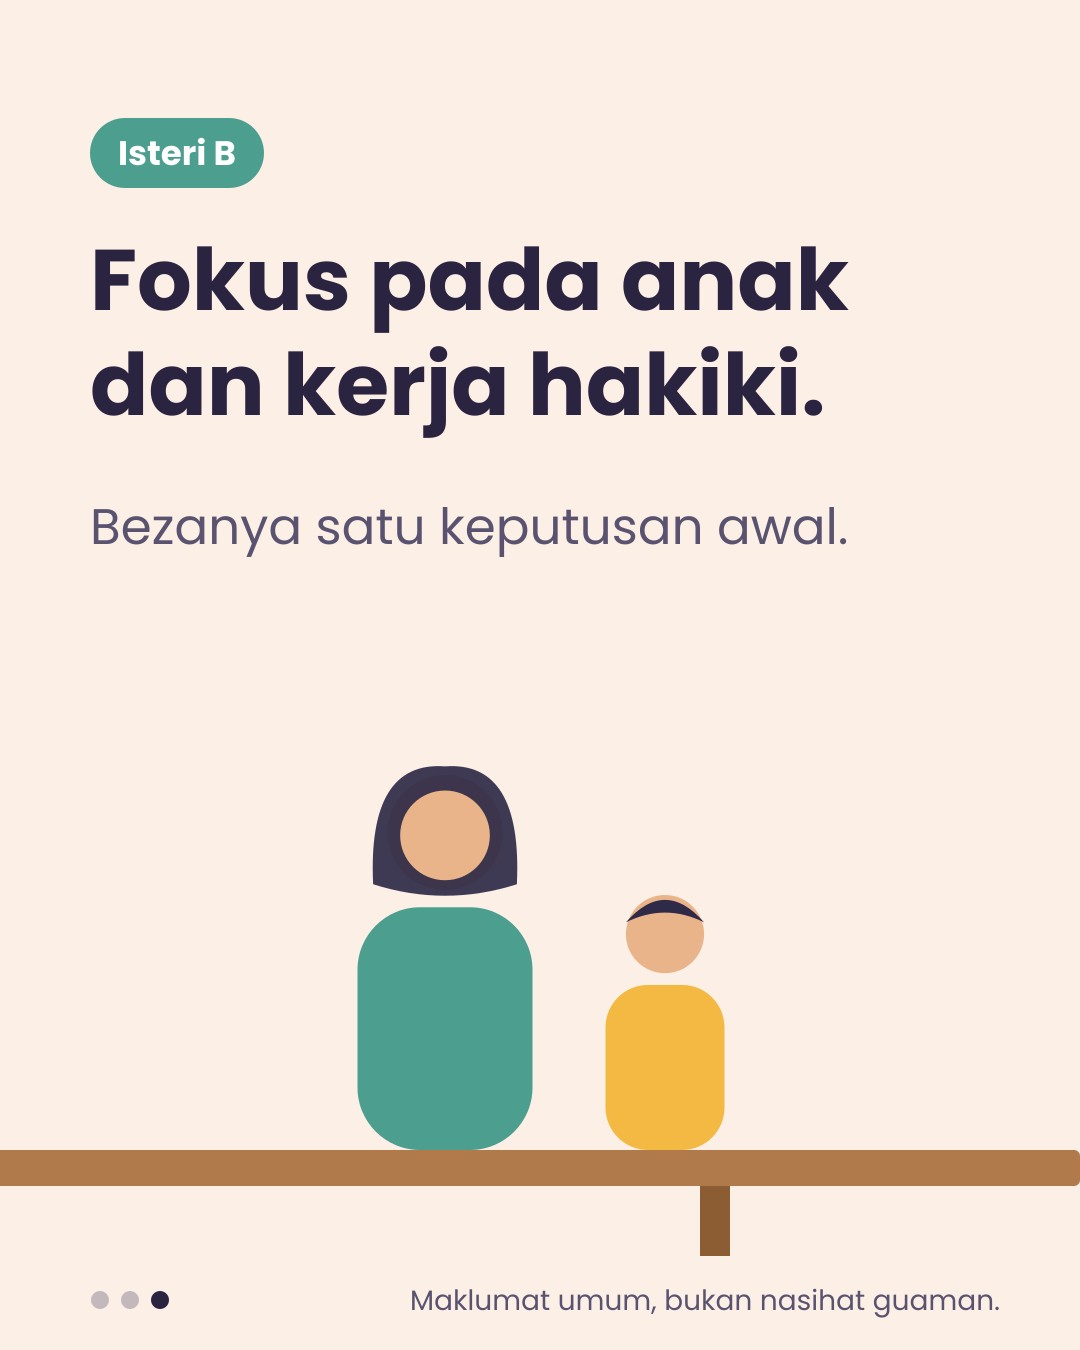 Isteri B
Fokus pada anak
dan kerja hakiki.
Bezanya satu keputusan awal.
Maklumat umum, bukan nasihat guaman.